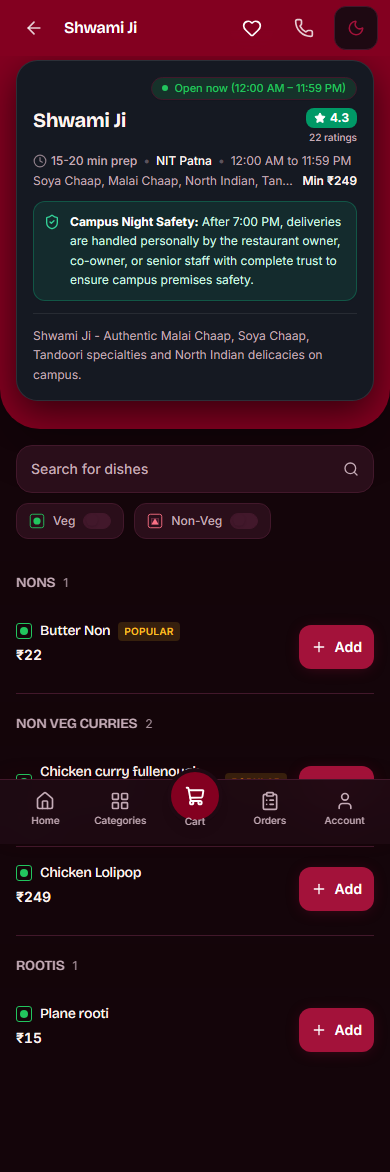 Shwami Ji
Open now (12:00 AM – 11:59 PM)
Shwami Ji
4.3
22 ratings
15-20 min prep • NIT Patna • 12:00 AM to 11:59 PM
Soya Chaap, Malai Chaap, North Indian, Tan... Min ₹249
Campus Night Safety: After 7:00 PM, deliveries
are handled personally by the restaurant owner,
co-owner, or senior staff with complete trust to
ensure campus premises safety.
Shwami Ji - Authentic Malai Chaap, Soya Chaap,
Tandoori specialties and North Indian delicacies on
campus.
Search for dishes
Veg
Non-Veg
NONS 1
Butter Non POPULAR
₹22
Add
NON VEG CURRIES 2
Chicken curry
Home
Categories
Cart
Orders
Account
Chicken Lolipop
₹249
Add
ROOTIS 1
Plane rooti
₹15
Add